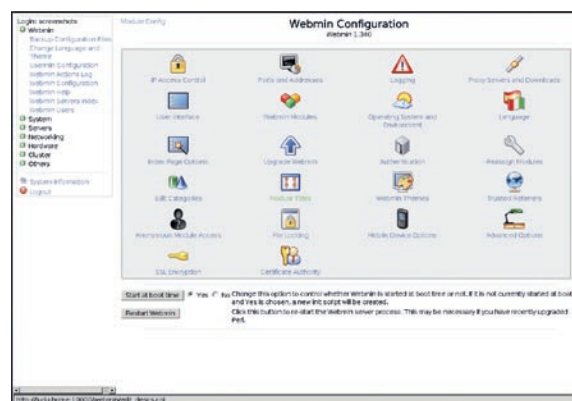 Login: screenshots
Webmin
Backup Configuration Files
Change Language and
Theme
Usermin Configuration
Webmin Actions Log
Webmin Configuration
Webmin Help
Webmin Servers Index
Webmin Users
System
Servers
Networking
Hardware
Cluster
Others
System Information
Logout
Module Config
Webmin Configuration
Webmin 1.340
IP Access Control
Ports and Addresses
Logging
Proxy Servers and Downloads
User Interface
Webmin Modules
Operating System and
Environment
Language
Index Page Options
Upgrade Webmin
Authentication
Reassign Modules
Edit Categories
Module Titles
Webmin Themes
Trusted Referrers
Anonymous Module Access
File Locking
Mobile Device Options
Advanced Options
SSL Encryption
Certificate Authority
Start at boot time
Yes No
Change this option to control whether Webmin is started at boot time or not. If it is not currently started at boot
and Yes is chosen, a new init script will be created.
Restart Webmin
Click this button to re-start the Webmin server process. This may be necessary if you have recently upgraded
Perl.